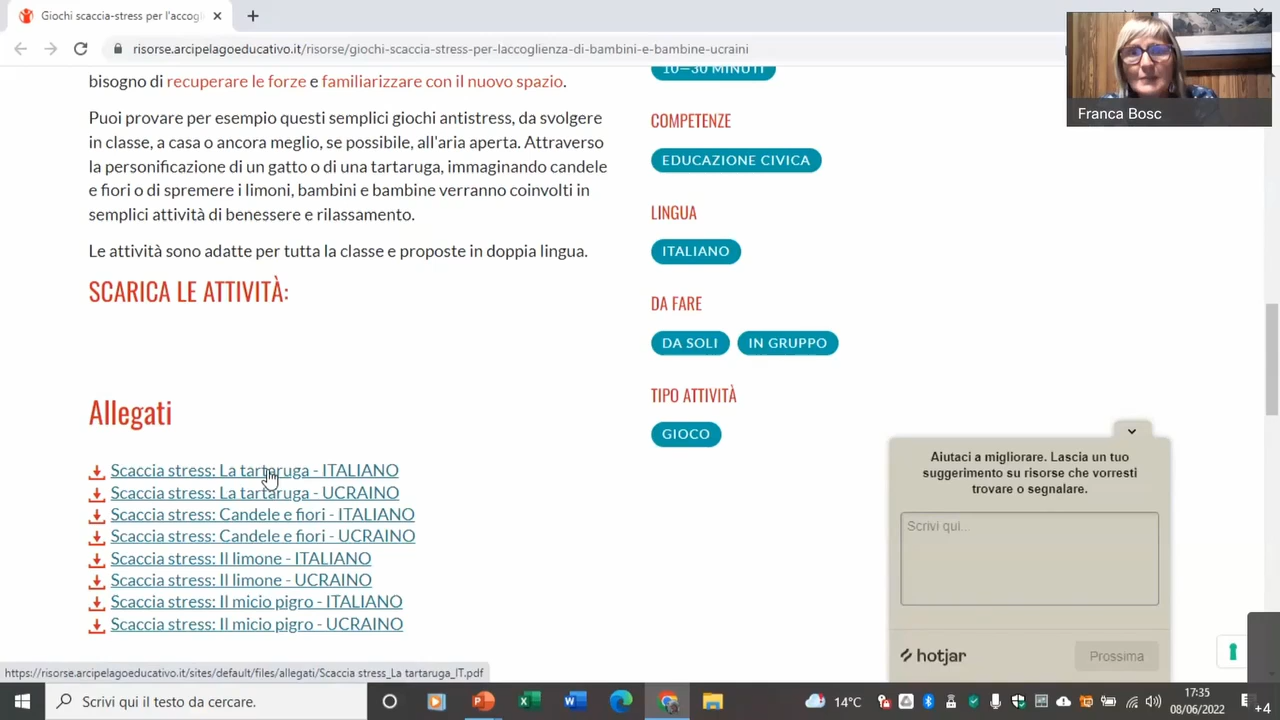 Giochi scaccia-stress per l'accog
risorse.arcipelagoeducativo.it/risorse/giochi-scaccia-stress-per-laccoglienza-di-bambini-e-bambine-ucraini
Franca Bosc
bisogno di recuperare le forze e familiarizzare con il nuovo spazio.
Puoi provare per esempio questi semplici giochi antistress, da svolgere
in classe, a casa o ancora meglio, se possibile, all'aria aperta. Attraverso
la personificazione di un gatto o di una tartaruga, immaginando candele
e fiori o di spremere i limoni, bambini e bambine verranno coinvolti in
semplici attività di benessere e rilassamento.
Le attività sono adatte per tutta la classe e proposte in doppia lingua.
SCARICA LE ATTIVITÀ:
Allegati
Scaccia stress: La tartaruga - ITALIANO
Scaccia stress: La tartaruga - UCRAINO
Scaccia stress: Candele e fiori - ITALIANO
Scaccia stress: Candele e fiori - UCRAINO
Scaccia stress: Il limone - ITALIANO
Scaccia stress: Il limone - UCRAINO
Scaccia stress: Il micio pigro - ITALIANO
Scaccia stress: Il micio pigro - UCRAINO
10—30 MINUTI
COMPETENZE
EDUCAZIONE CIVICA
LINGUA
ITALIANO
DA FARE
DA SOLI IN GRUPPO
TIPO ATTIVITÀ
GIOCO
Aiutaci a migliorare. Lascia un tuo
suggerimento su risorse che vorresti
trovare o segnalare.
Scrivi qui...
hotjar
Prossima
https://risorse.arcipelagoeducativo.it/sites/default/files/allegati/Scaccia stress_La tartaruga_IT.pdf
Scrivi qui il testo da cercare.
14°C
17:35
08/06/2022
+4